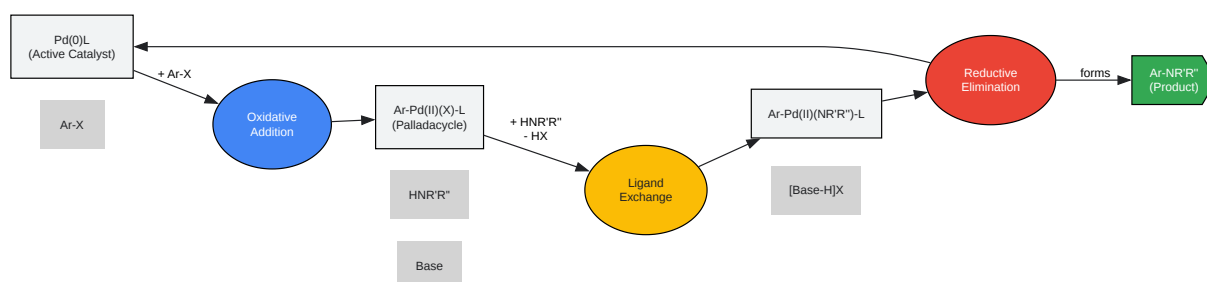 Pd(0)L
(Active Catalyst)
+ Ar-X
Ar-X
Oxidative
Addition
Ar-Pd(II)(X)-L
(Palladacycle)
HNR'R"
Base
+ HNR'R"
- HX
Ligand
Exchange
Ar-Pd(II)(NR'R")-L
[Base-H]X
Reductive
Elimination
forms
Ar-NR'R"
(Product)